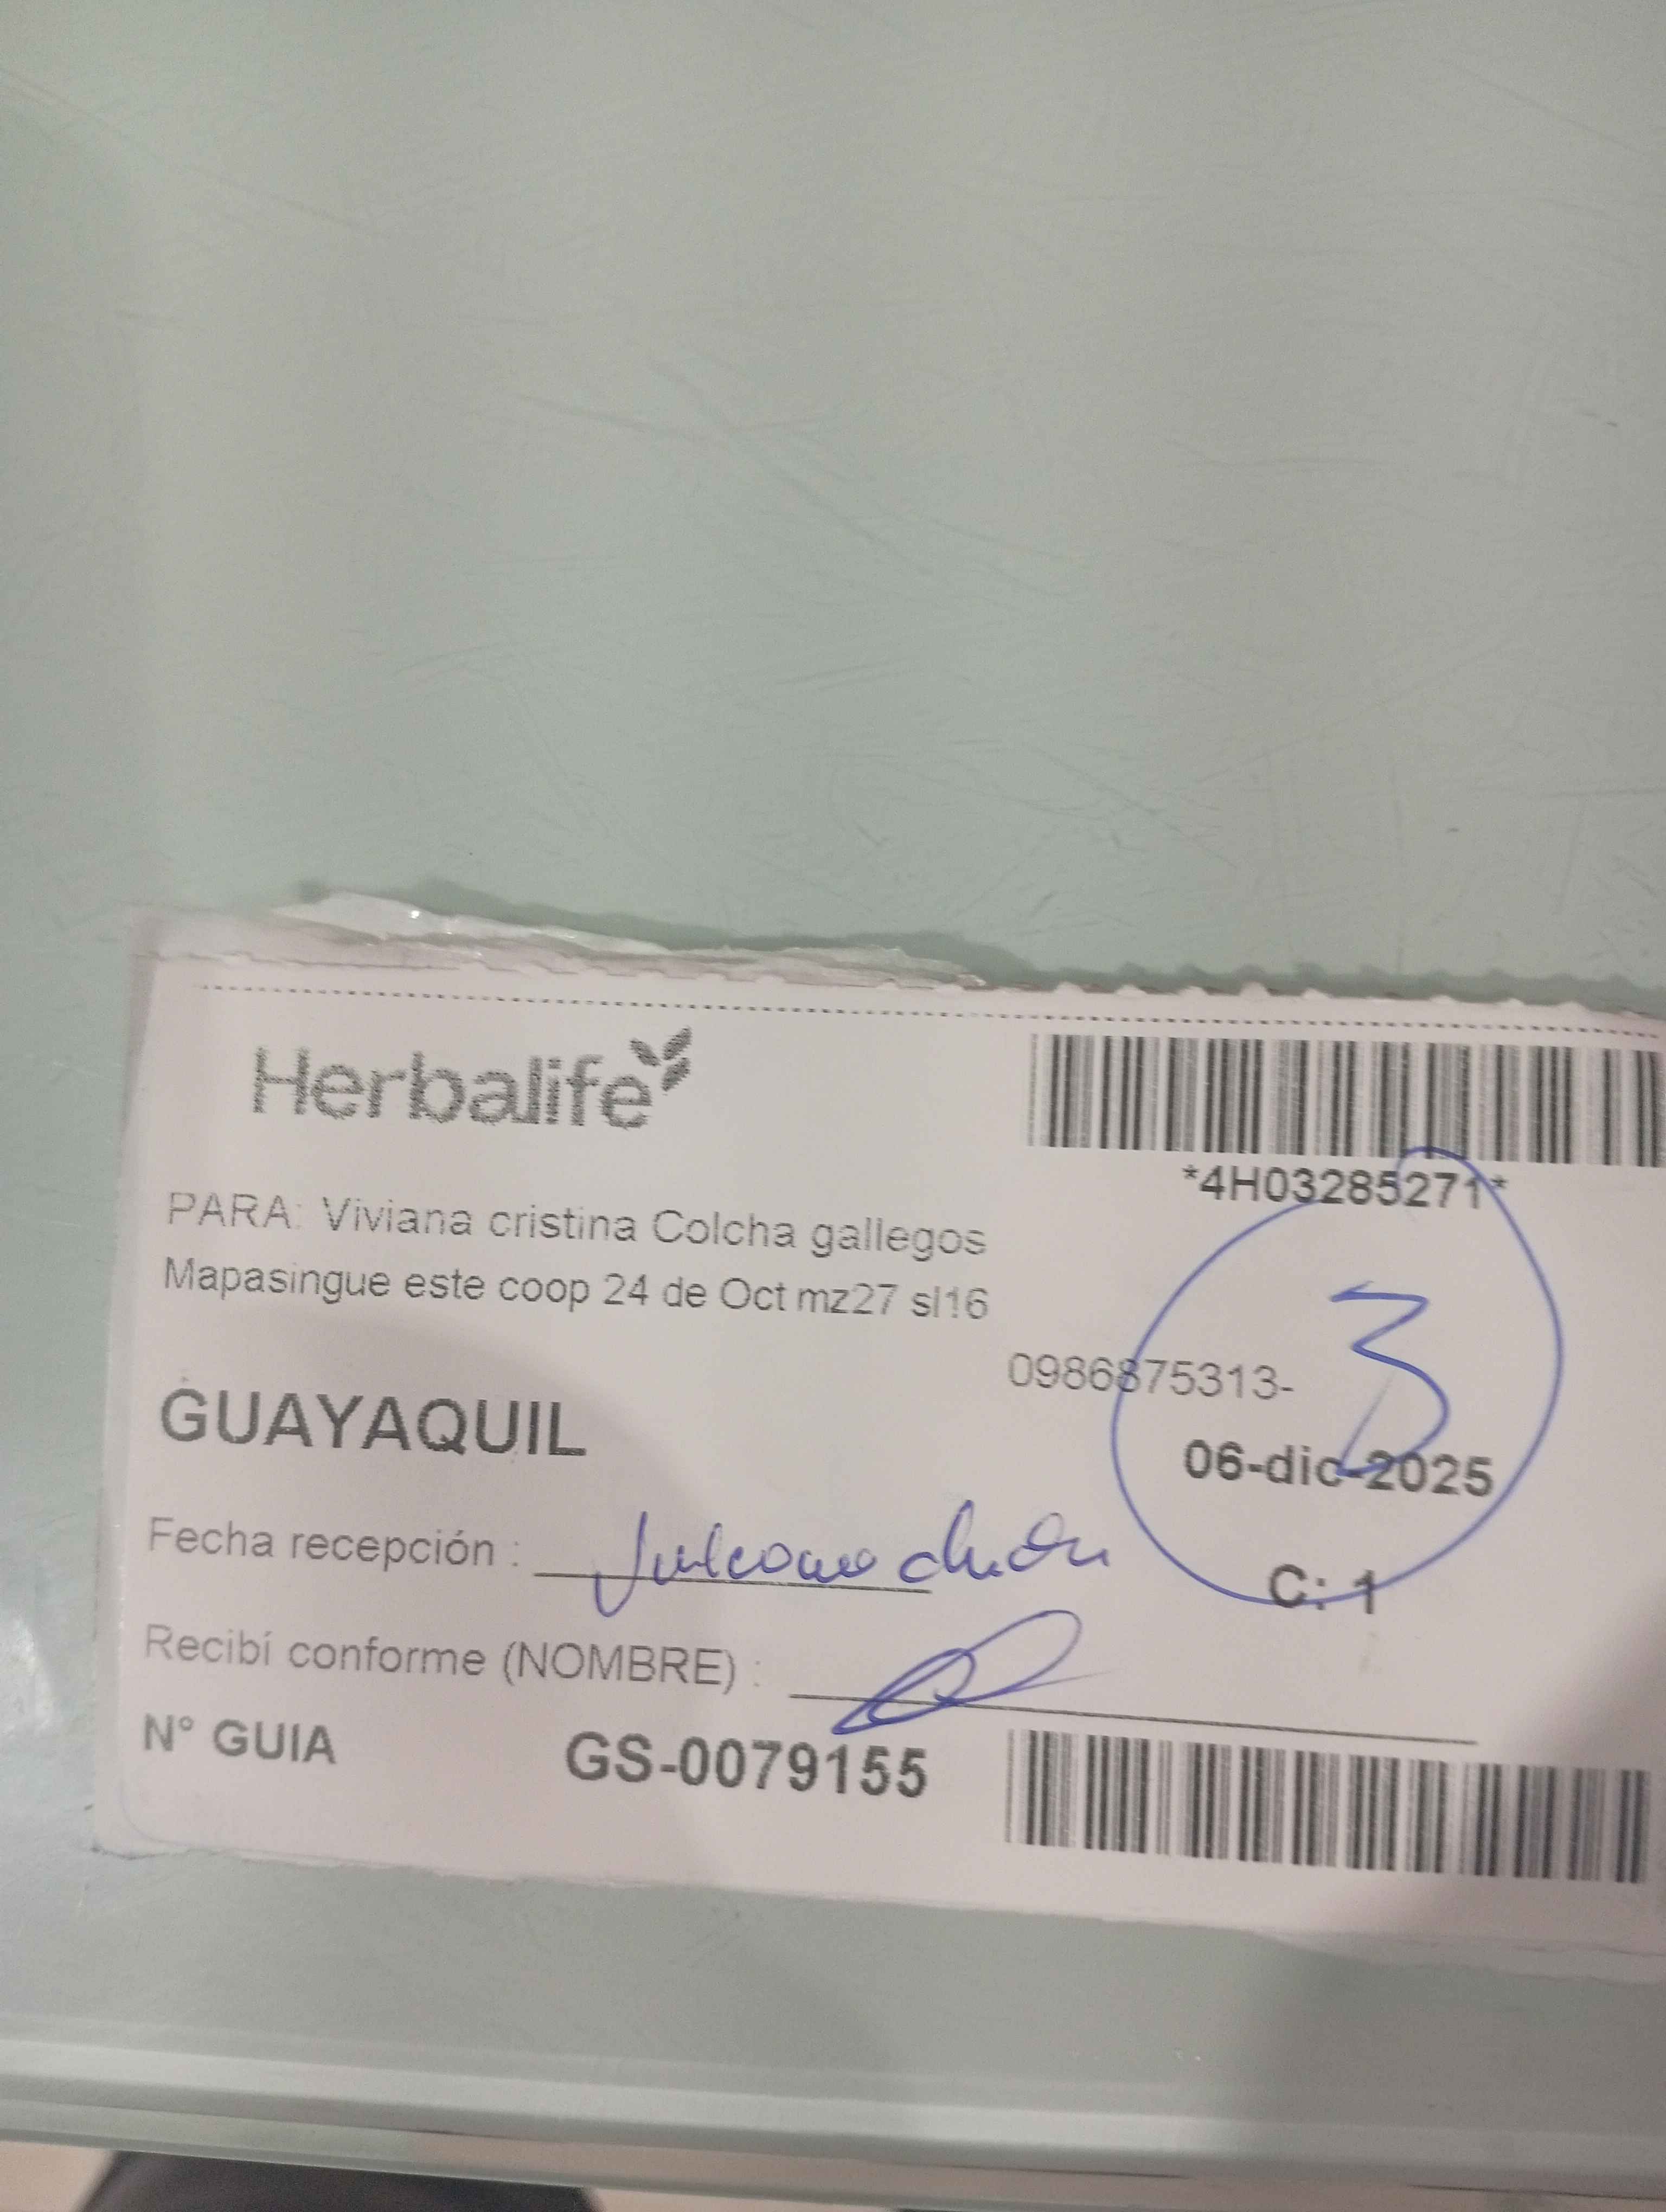 Herbalife
*4H03285271*
PARA: Viviana cristina Colcha gallegos
Mapasingue este coop 24 de Oct mz27 sl16
0986875313-
3
GUAYAQUIL
06-dic-2025
Fecha recepción :
C: 1
Recibí conforme (NOMBRE) :
N° GUIA GS-0079155